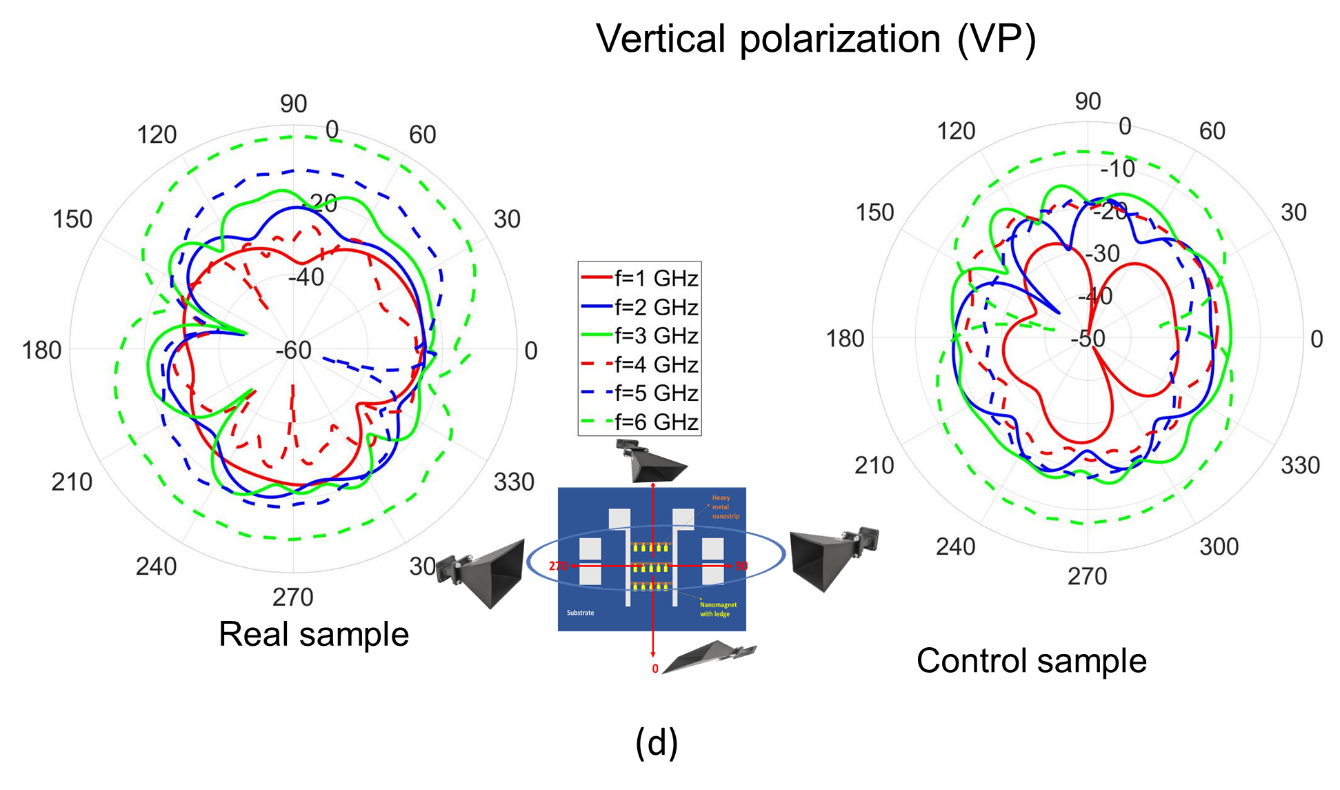 Vertical polarization (VP)
90
120
0
60
150
-20
30
-40
180
-60
0
210
330
240
30
270
Real sample
f=1 GHz
f=2 GHz
f=3 GHz
f=4 GHz
f=5 GHz
f=6 GHz
Heavy
metal
nanostrip
270
90
Nanomagnet
with ledge
Substrate
0
90
120
0
60
-10
150
-20
30
-30
-40
180
-50
0
210
330
240
300
270
Control sample
(d)